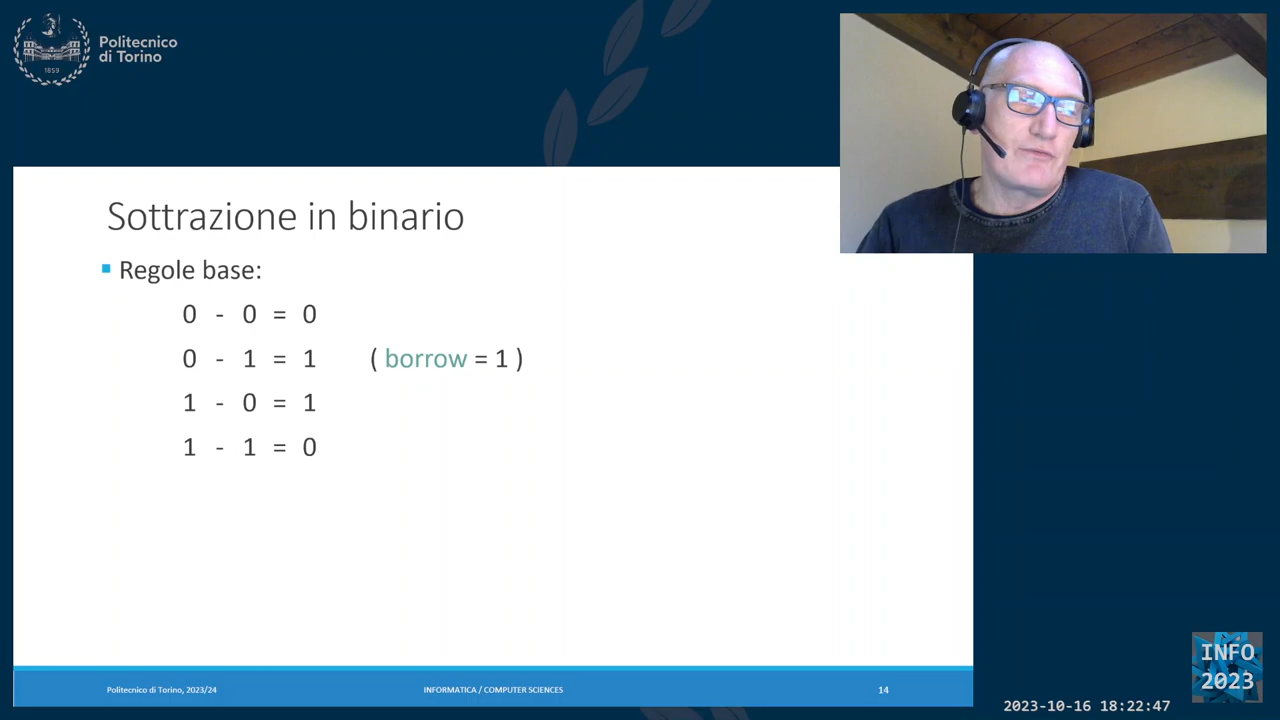 Politecnico
di Torino
1859
Sottrazione in binario
Regole base:
0 - 0 = 0
0 - 1 = 1 ( borrow = 1 )
1 - 0 = 1
1 - 1 = 0
Politecnico di Torino, 2023/24 INFORMATICA / COMPUTER SCIENCES 14
INFO
2023
2023-10-16 18:22:47